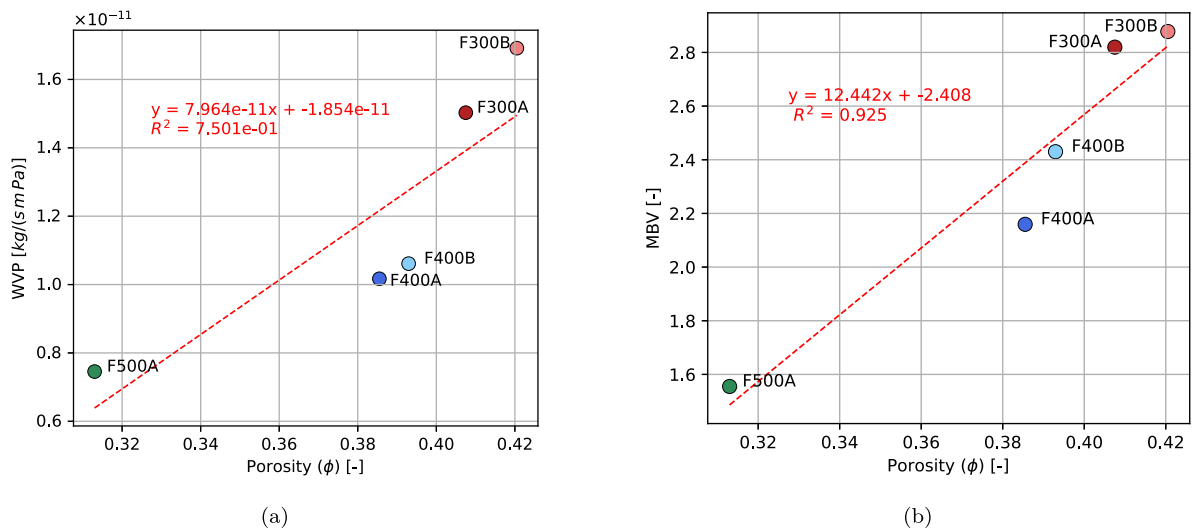 ×10⁻¹¹
1.6
1.4
1.2
1.0
0.8
0.6
WVP [kg/(s m Pa)]
F300B
F300A
y = 7.964e-11x + -1.854e-11
R² = 7.501e-01
F400B
F400A
F500A
0.32 0.34 0.36 0.38 0.40 0.42
Porosity (ϕ) [-]
(a)
2.8
2.6
2.4
2.2
2.0
1.8
1.6
MBV [-]
F300B
F300A
y = 12.442x + -2.408
R² = 0.925
F400B
F400A
F500A
0.32 0.34 0.36 0.38 0.40 0.42
Porosity (ϕ) [-]
(b)